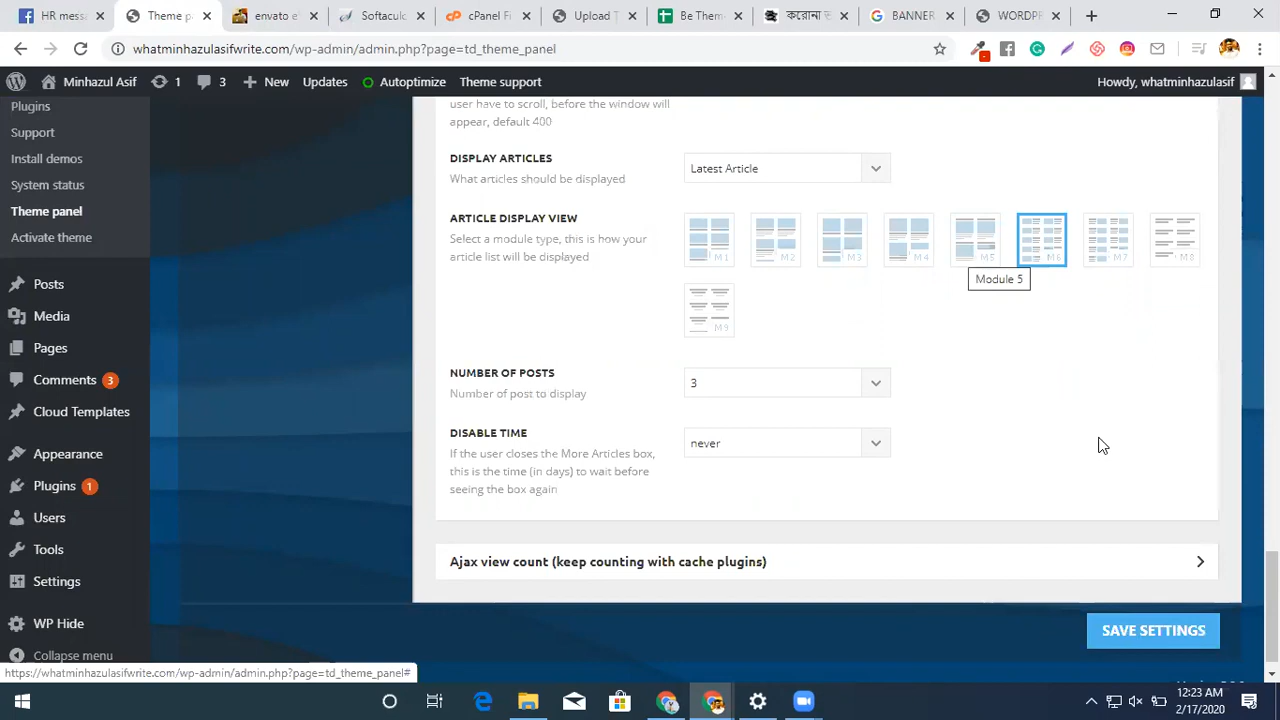 HR mess
Theme p
envato e
Softacul
cPanel Fi
Upload T
Be Them
করোনা ভ
BANNER
WORDPR
whatminhazulasifwrite.com/wp-admin/admin.php?page=td_theme_panel
Minhazul Asif
1
3
New
Updates
Autoptimize
Theme support
Howdy, whatminhazulasif
Plugins
Support
Install demos
System status
Theme panel
Activate theme
Posts
Media
Pages
Comments 3
Cloud Templates
Appearance
Plugins 1
Users
Tools
Settings
WP Hide
Collapse menu
user have to scroll, before the window will
appear, default 400
DISPLAY ARTICLES
What articles should be displayed
Latest Article
ARTICLE DISPLAY VIEW
Select a module type, this is how your
article list will be displayed
M1
M2
M3
M4
M5
M6
M7
M8
Module 5
M9
NUMBER OF POSTS
Number of post to display
3
DISABLE TIME
If the user closes the More Articles box,
this is the time (in days) to wait before
seeing the box again
never
Ajax view count (keep counting with cache plugins)
SAVE SETTINGS
https://whatminhazulasifwrite.com/wp-admin/admin.php?page=td_theme_panel#
12:23 AM
2/17/2020